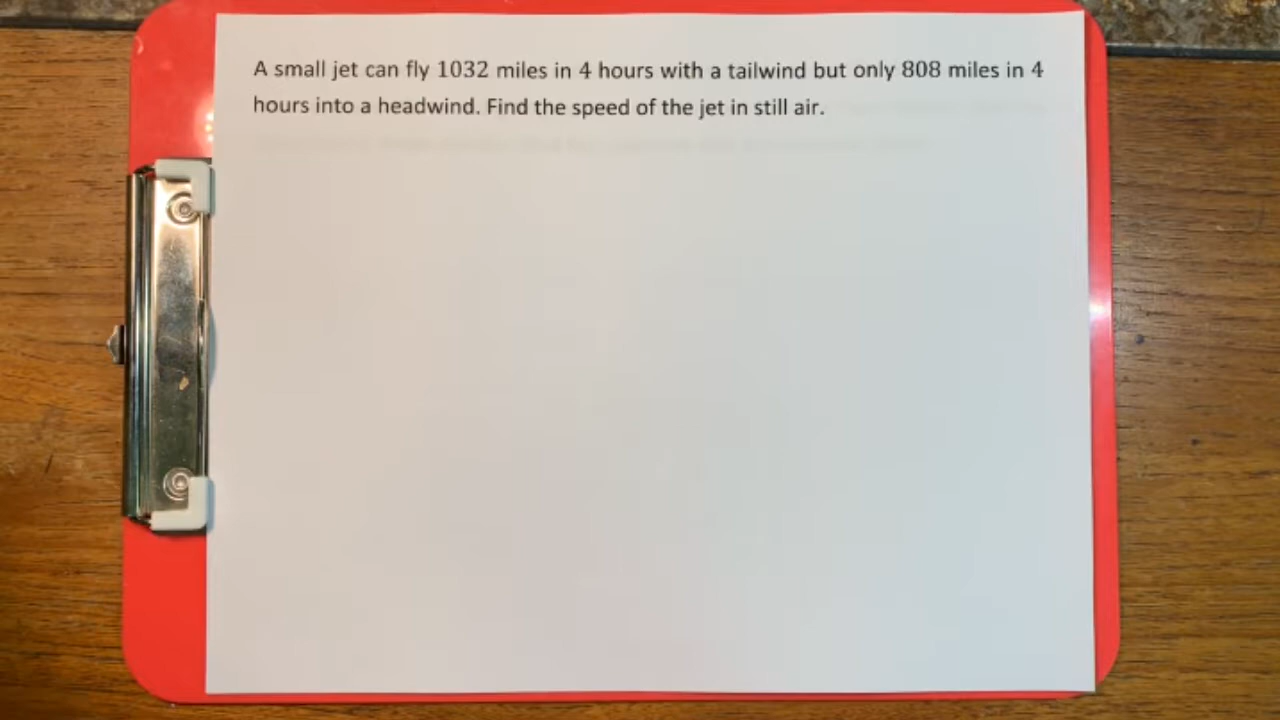 A small jet can fly 1032 miles in 4 hours with a tailwind but only 808 miles in 4
hours into a headwind. Find the speed of the jet in still air.